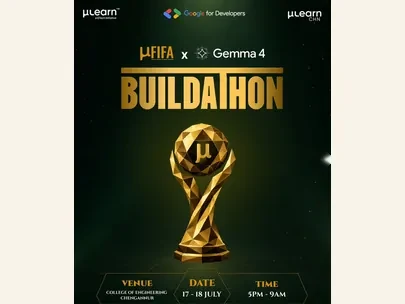 µLearn™
Google for Developers
µLearn
CHN
µFIFA x Gemma 4
BUILDATHON
µ
VENUE
COLLEGE OF ENGINEERING
CHENGANNUR
DATE
17 - 18 JULY
TIME
5PM - 9AM